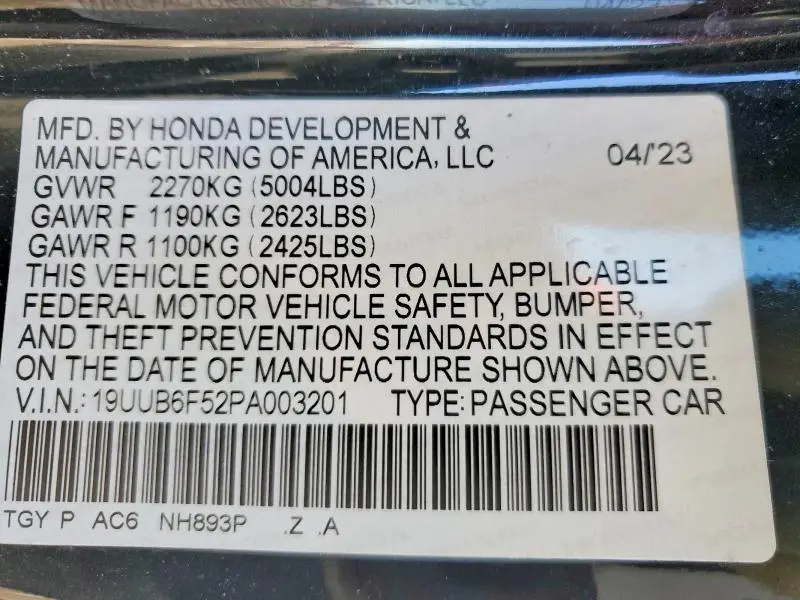 MFD. BY HONDA DEVELOPMENT &
MANUFACTURING OF AMERICA, LLC 04/'23
GVWR 2270KG (5004LBS)
GAWR F 1190KG (2623LBS)
GAWR R 1100KG (2425LBS)
THIS VEHICLE CONFORMS TO ALL APPLICABLE
FEDERAL MOTOR VEHICLE SAFETY, BUMPER,
AND THEFT PREVENTION STANDARDS IN EFFECT
ON THE DATE OF MANUFACTURE SHOWN ABOVE.
V.I.N.: 19UUB6F52PA003201 TYPE: PASSENGER CAR
TGY P AC6 NH893P .Z .A